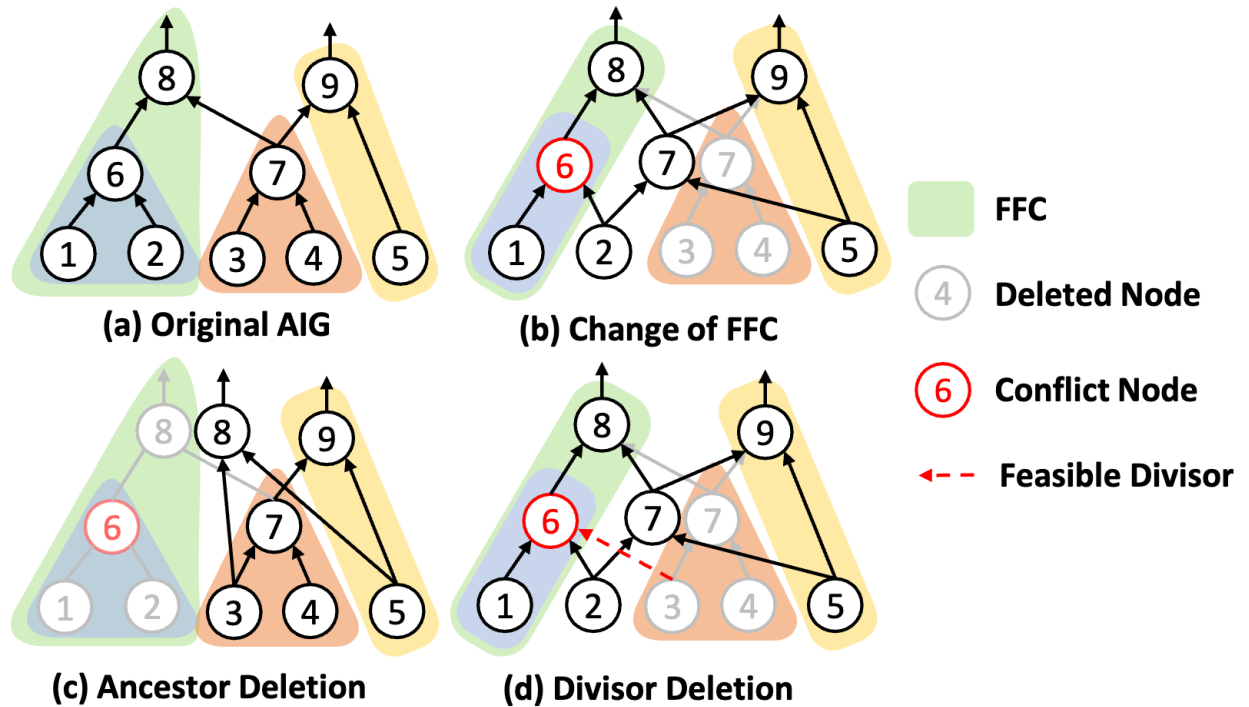 8 9
6 7
1 2 3 4 5
(a) Original AIG
8 9
6 7 7
1 2 3 4 5
(b) Change of FFC
8 8 9
6 7
1 2 3 4 5
(c) Ancestor Deletion
8 9
6 7 7
1 2 3 4 5
(d) Divisor Deletion
FFC
4 Deleted Node
6 Conflict Node
Feasible Divisor